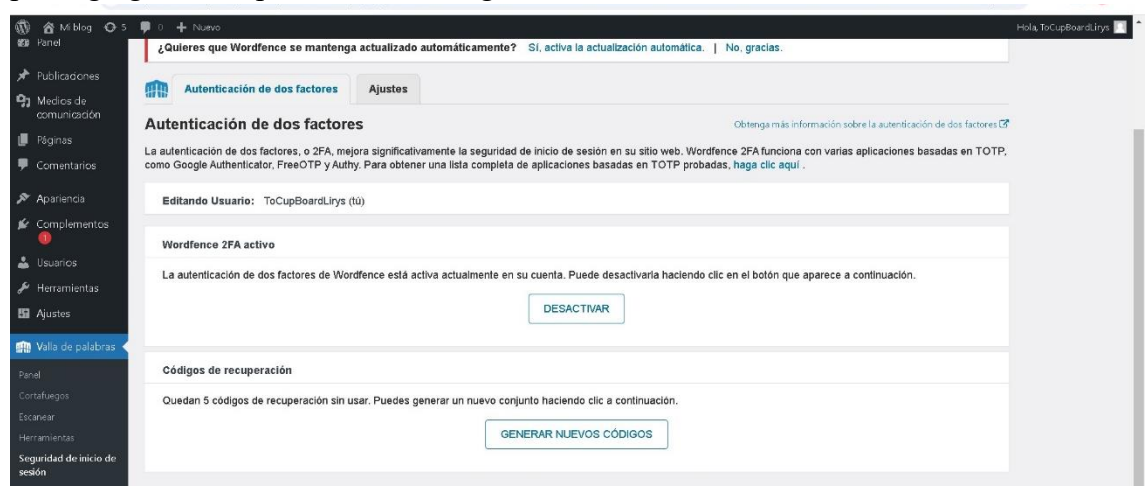 Mi blog 5 0 + Nuevo Hola, ToCupBoardLirys
Panel
Publicaciones
Medios de
comunicación
Páginas
Comentarios
Apariencia
Complementos
1
Usuarios
Herramientas
Ajustes
Valla de palabras
Panel
Cortafuegos
Escanear
Herramientas
Seguridad de inicio de
sesión
¿Quieres que Wordfence se mantenga actualizado automáticamente? Sí, activa la actualización automática. | No, gracias.
Autenticación de dos factores Ajustes
Autenticación de dos factores Obtenga más información sobre la autenticación de dos factores
La autenticación de dos factores, o 2FA, mejora significativamente la seguridad de inicio de sesión en su sitio web. Wordfence 2FA funciona con varias aplicaciones basadas en TOTP,
como Google Authenticator, FreeOTP y Authy. Para obtener una lista completa de aplicaciones basadas en TOTP probadas, haga clic aquí .
Editando Usuario: ToCupBoardLirys (tú)
Wordfence 2FA activo
La autenticación de dos factores de Wordfence está activa actualmente en su cuenta. Puede desactivarla haciendo clic en el botón que aparece a continuación.
DESACTIVAR
Códigos de recuperación
Quedan 5 códigos de recuperación sin usar. Puedes generar un nuevo conjunto haciendo clic a continuación.
GENERAR NUEVOS CÓDIGOS